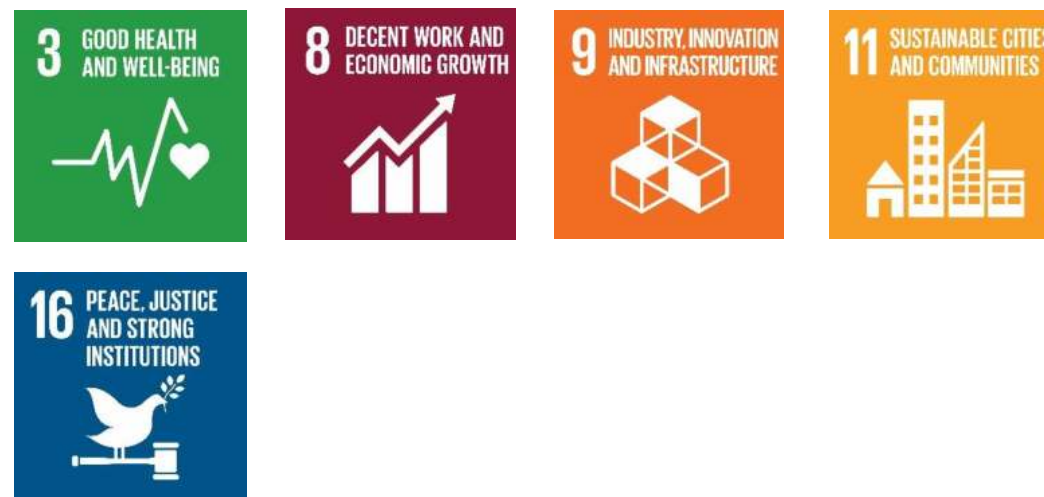 3 GOOD HEALTH
AND WELL-BEING
8 DECENT WORK AND
ECONOMIC GROWTH
9 INDUSTRY, INNOVATION
AND INFRASTRUCTURE
11 SUSTAINABLE CITIES
AND COMMUNITIES
16 PEACE, JUSTICE
AND STRONG
INSTITUTIONS